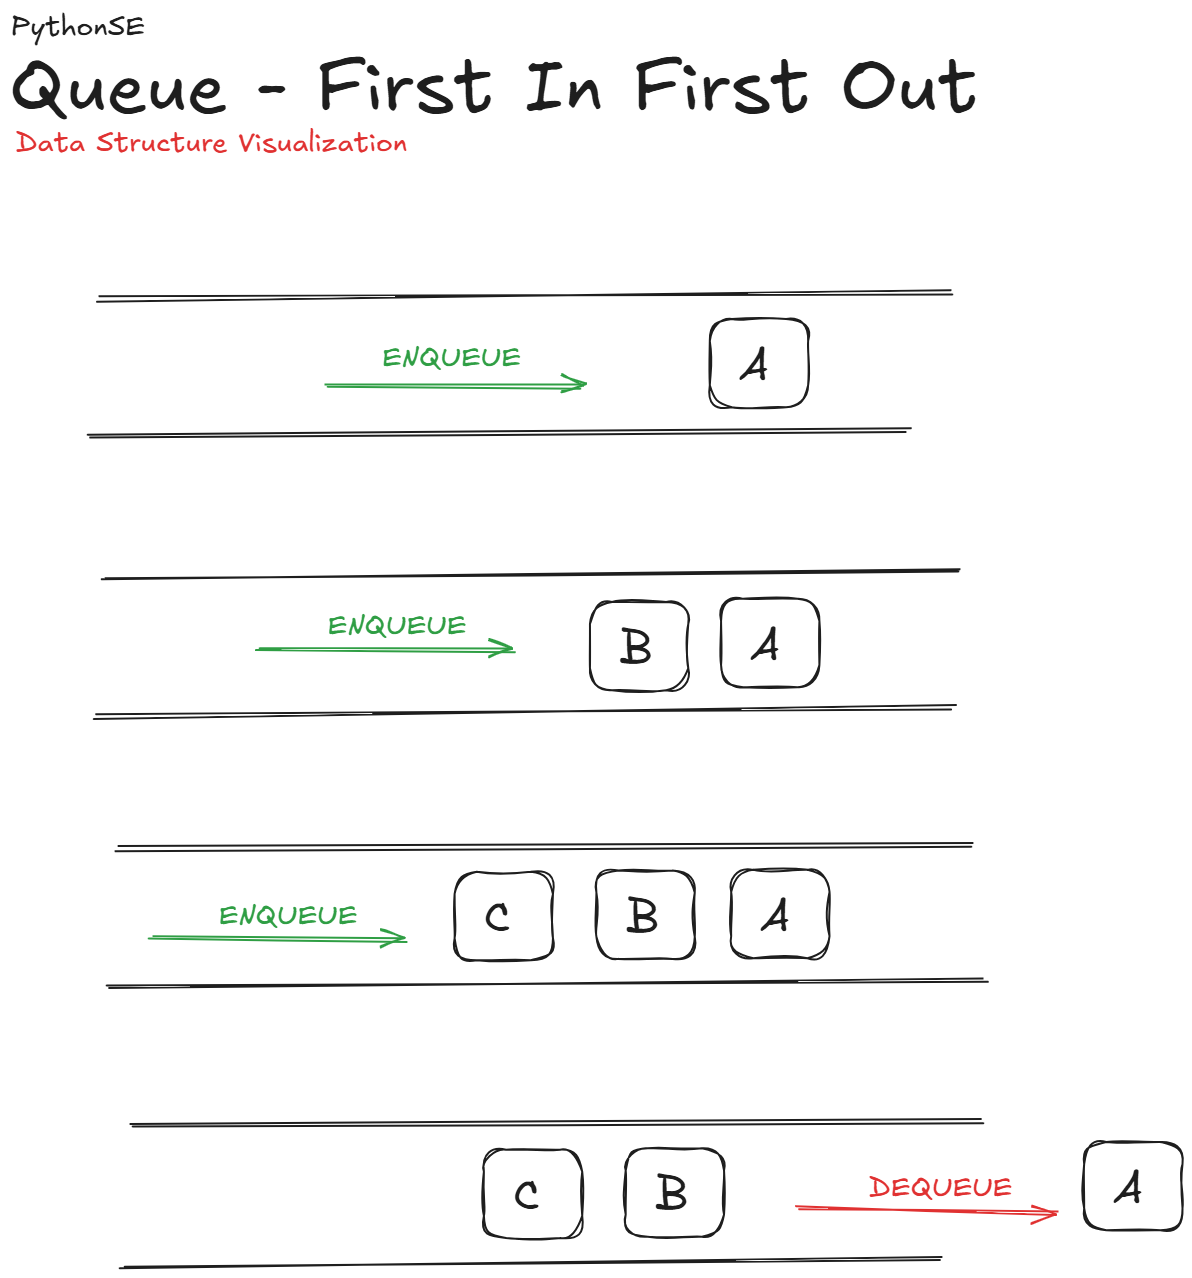 PythonSE
Queue - First In First Out
Data Structure Visualization
ENQUEUE
A
ENQUEUE
B A
ENQUEUE
C B A
C B DEQUEUE A